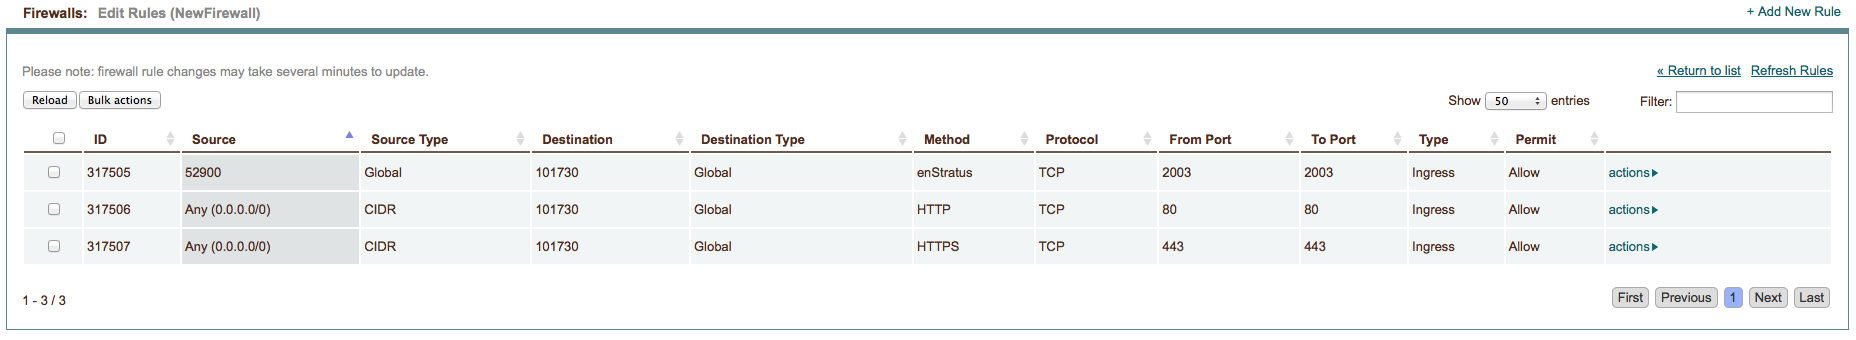 Firewalls: Edit Rules (NewFirewall) + Add New Rule
Please note: firewall rule changes may take several minutes to update. « Return to list Refresh Rules
Reload Bulk actions Show 50 entries Filter:
ID Source Source Type Destination Destination Type Method Protocol From Port To Port Type Permit
317505 52900 Global 101730 Global enStratus TCP 2003 2003 Ingress Allow actions
317506 Any (0.0.0.0/0) CIDR 101730 Global HTTP TCP 80 80 Ingress Allow actions
317507 Any (0.0.0.0/0) CIDR 101730 Global HTTPS TCP 443 443 Ingress Allow actions
1 - 3 / 3 First Previous 1 Next Last